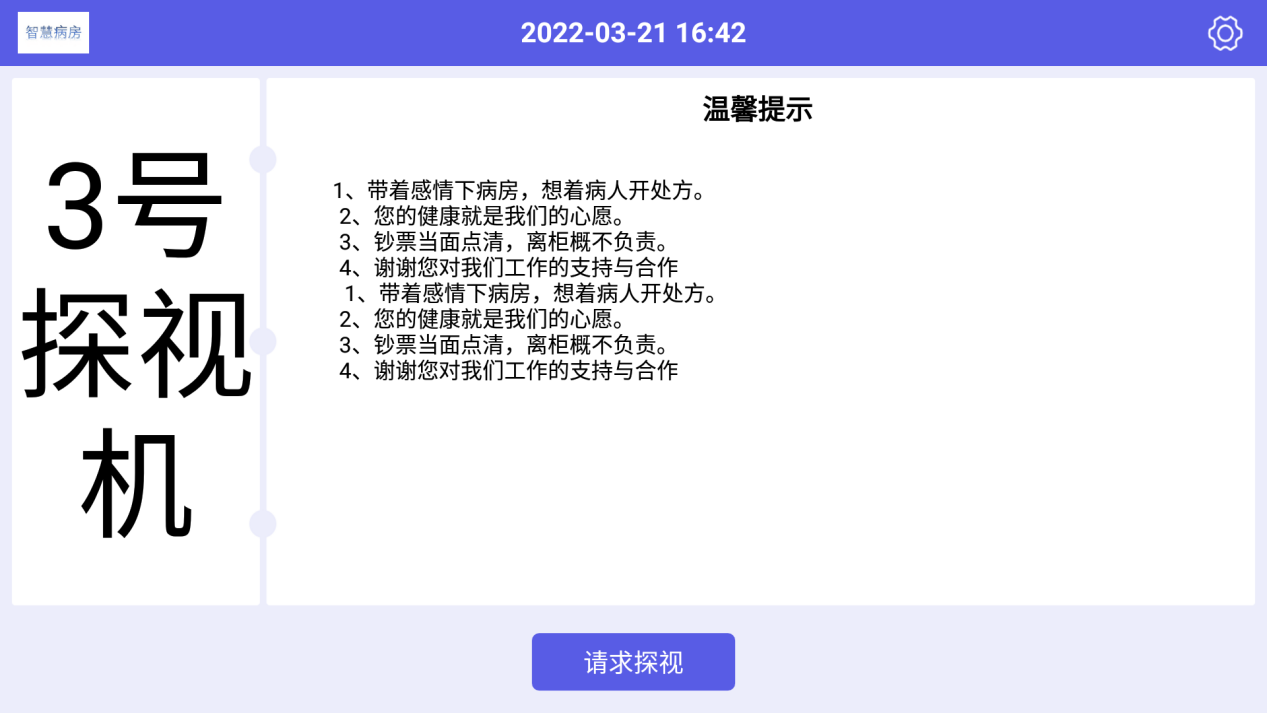 智慧病房
2022-03-21 16:42
3号
探视
机
温馨提示
1、带着感情下病房，想着病人开处方。
2、您的健康就是我们的心愿。
3、钞票当面点清，离柜概不负责。
4、谢谢您对我们工作的支持与合作
1、带着感情下病房，想着病人开处方。
2、您的健康就是我们的心愿。
3、钞票当面点清，离柜概不负责。
4、谢谢您对我们工作的支持与合作
请求探视